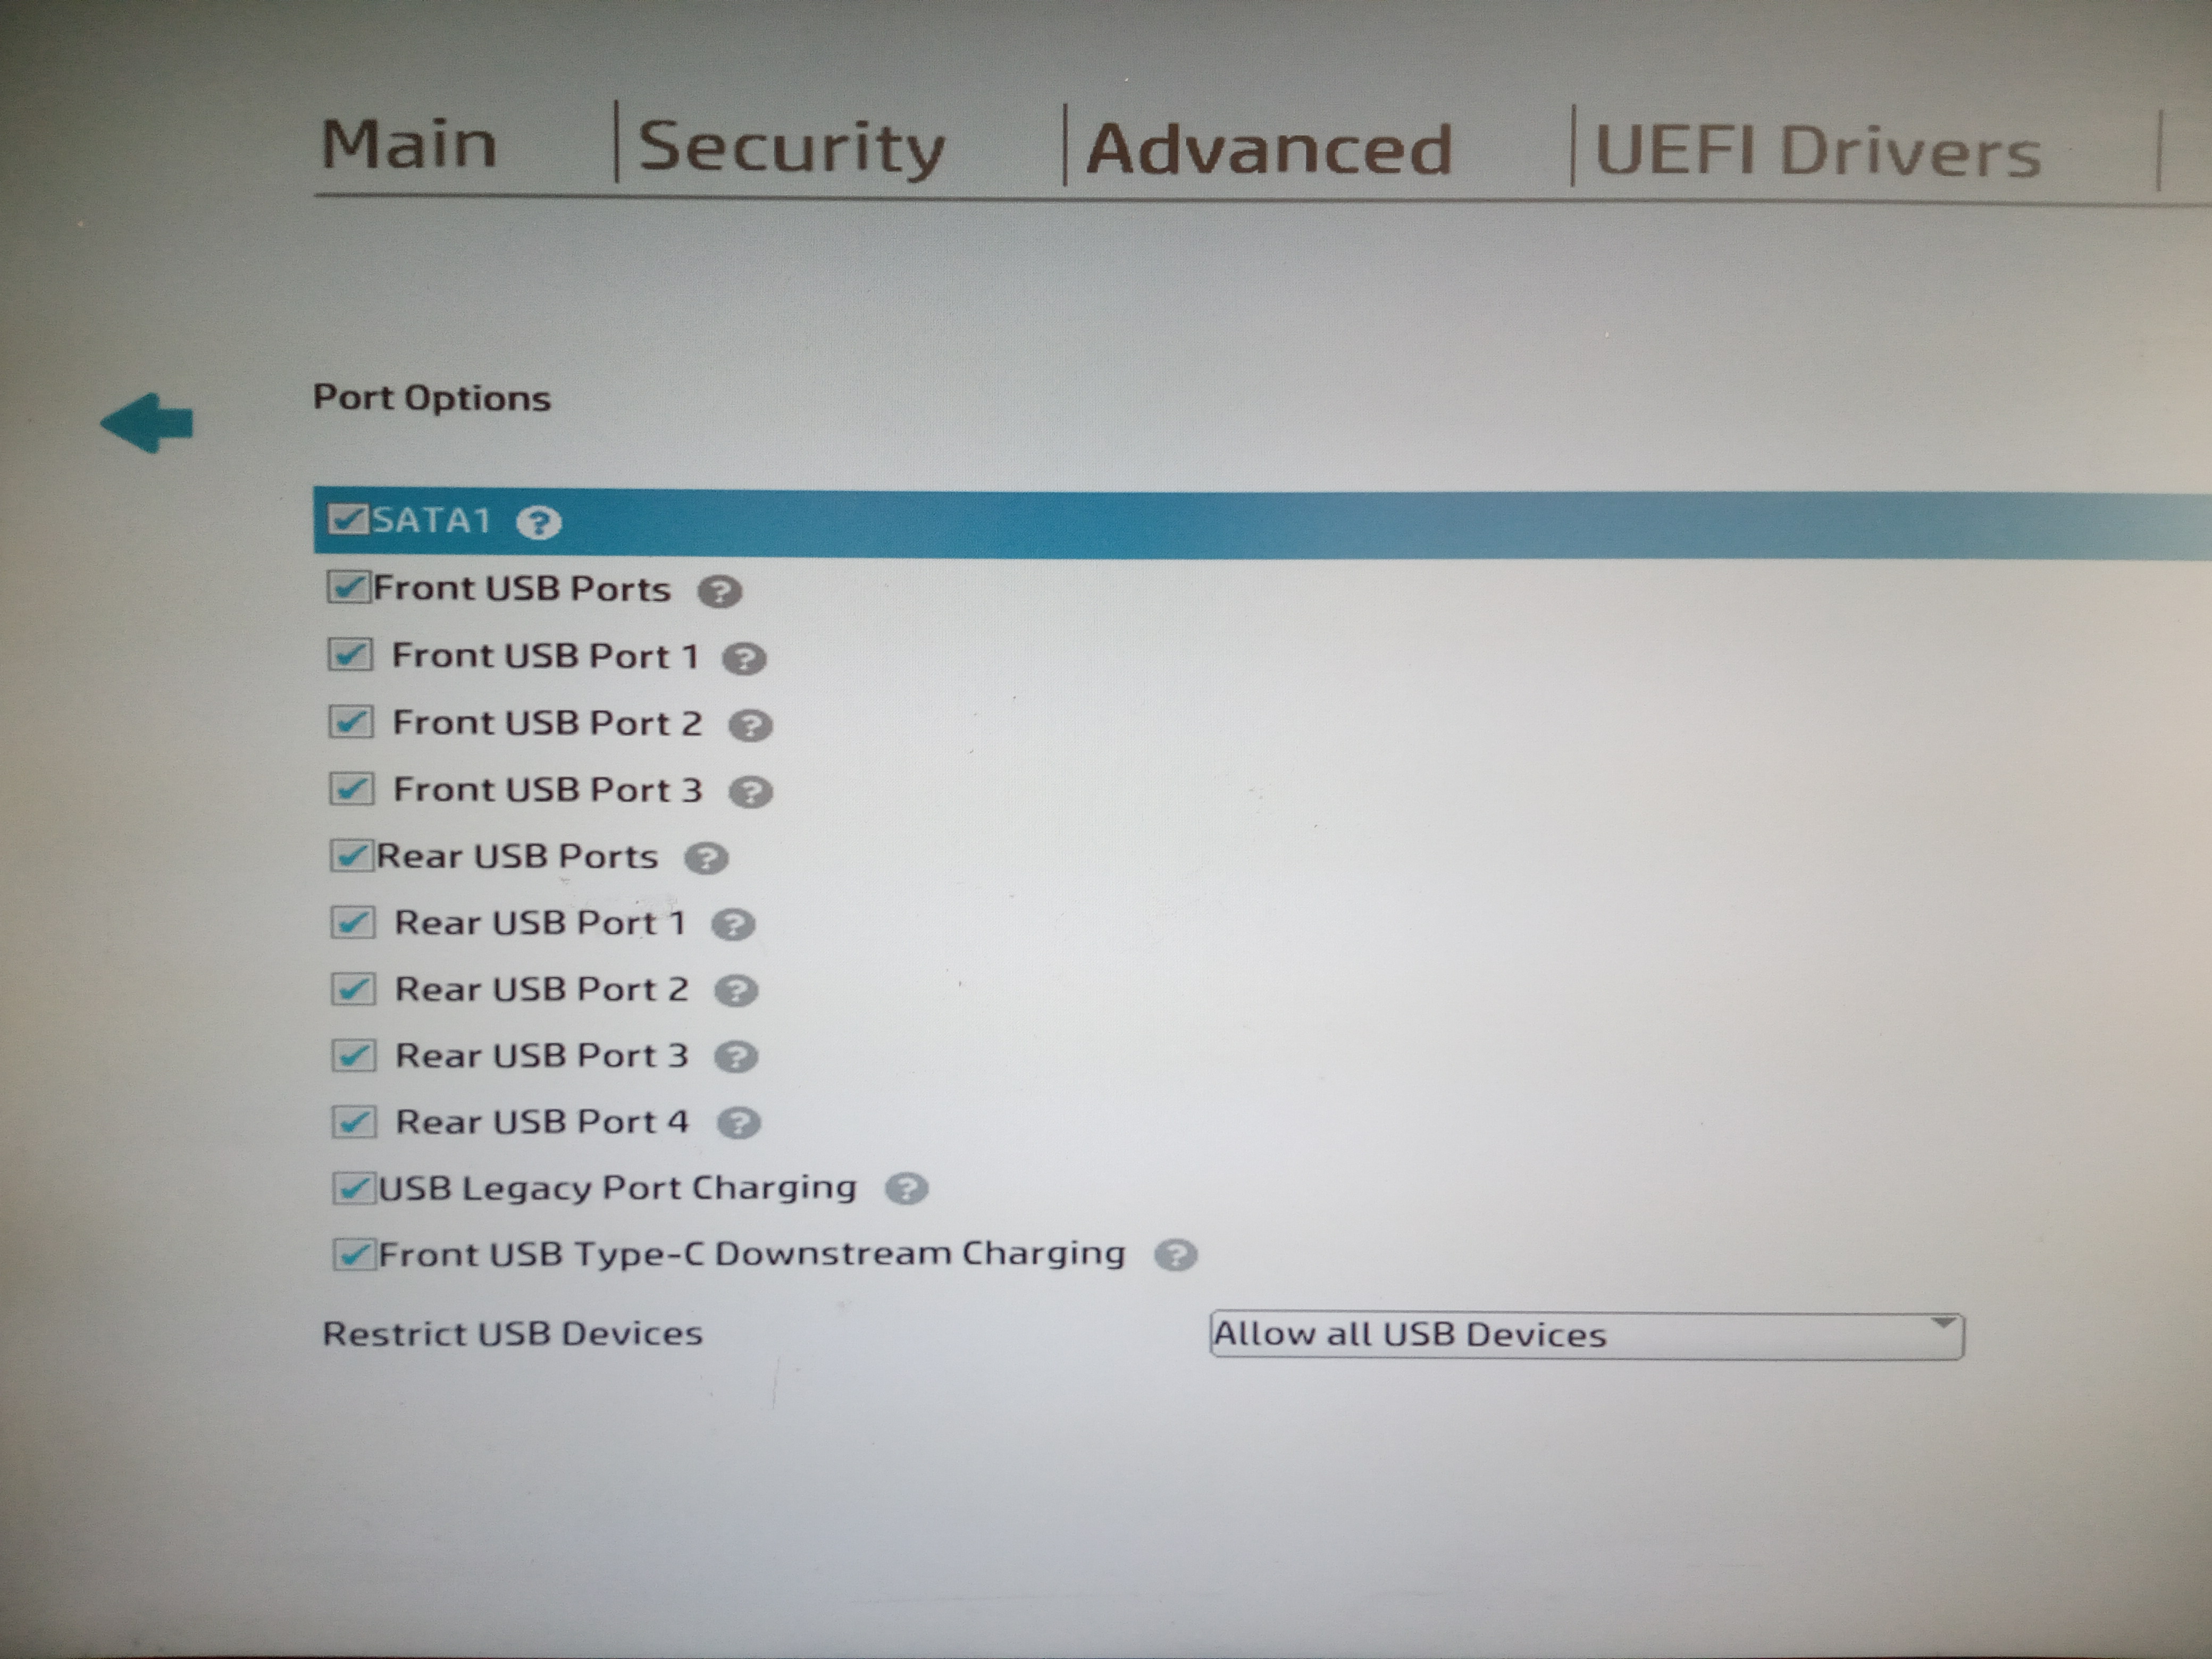 Main Security Advanced UEFI Drivers
Port Options
SATA1 ?
Front USB Ports ?
Front USB Port 1 ?
Front USB Port 2 ?
Front USB Port 3 ?
Rear USB Ports ?
Rear USB Port 1 ?
Rear USB Port 2 ?
Rear USB Port 3 ?
Rear USB Port 4 ?
USB Legacy Port Charging ?
Front USB Type-C Downstream Charging ?
Restrict USB Devices Allow all USB Devices